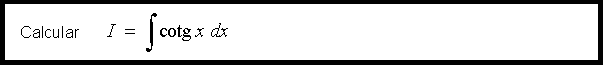 Calcular I = ∫ cotg x dx